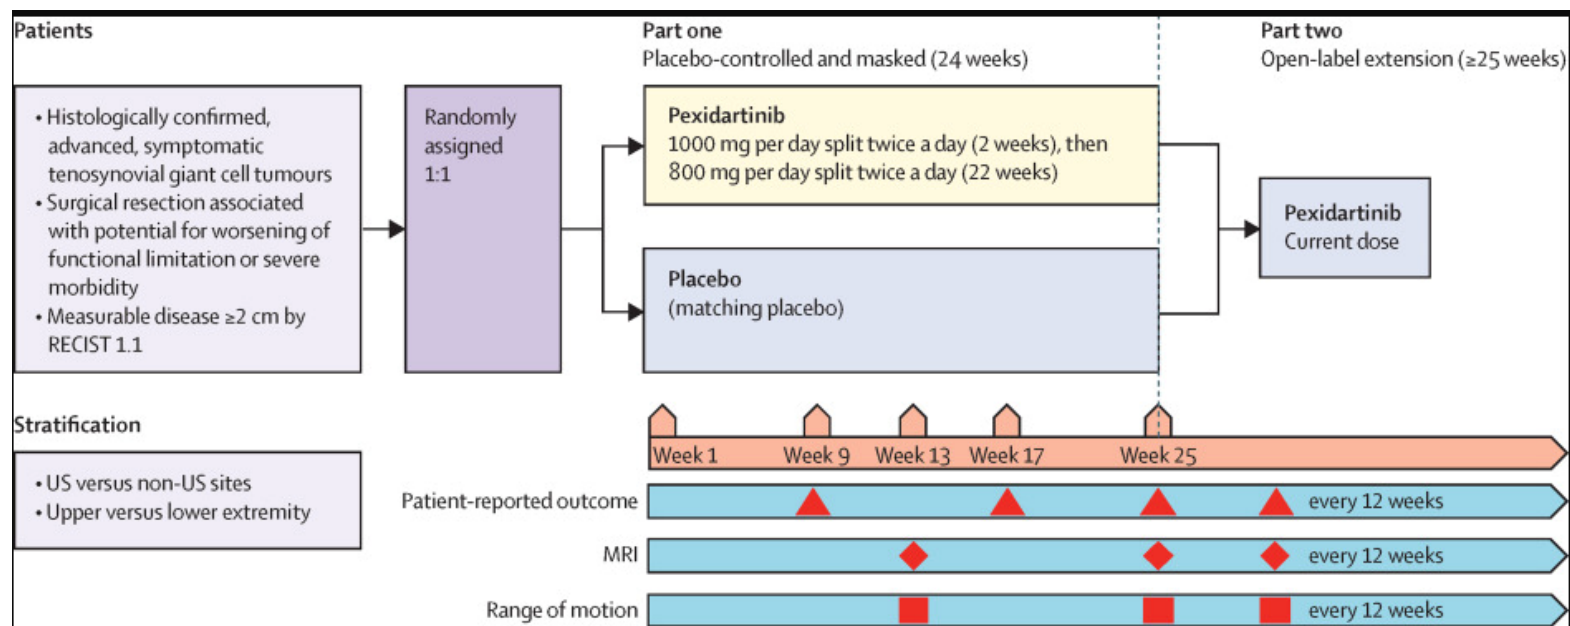 Patients
• Histologically confirmed,
advanced, symptomatic
tenosynovial giant cell tumours
• Surgical resection associated
with potential for worsening of
functional limitation or severe
morbidity
• Measurable disease ≥2 cm by
RECIST 1.1
Randomly
assigned
1:1
Part one
Placebo-controlled and masked (24 weeks)
Pexidartinib
1000 mg per day split twice a day (2 weeks), then
800 mg per day split twice a day (22 weeks)
Placebo
(matching placebo)
Part two
Open-label extension (≥25 weeks)
Pexidartinib
Current dose
Stratification
• US versus non-US sites
• Upper versus lower extremity
Week 1 Week 9 Week 13 Week 17 Week 25
Patient-reported outcome every 12 weeks
MRI every 12 weeks
Range of motion every 12 weeks